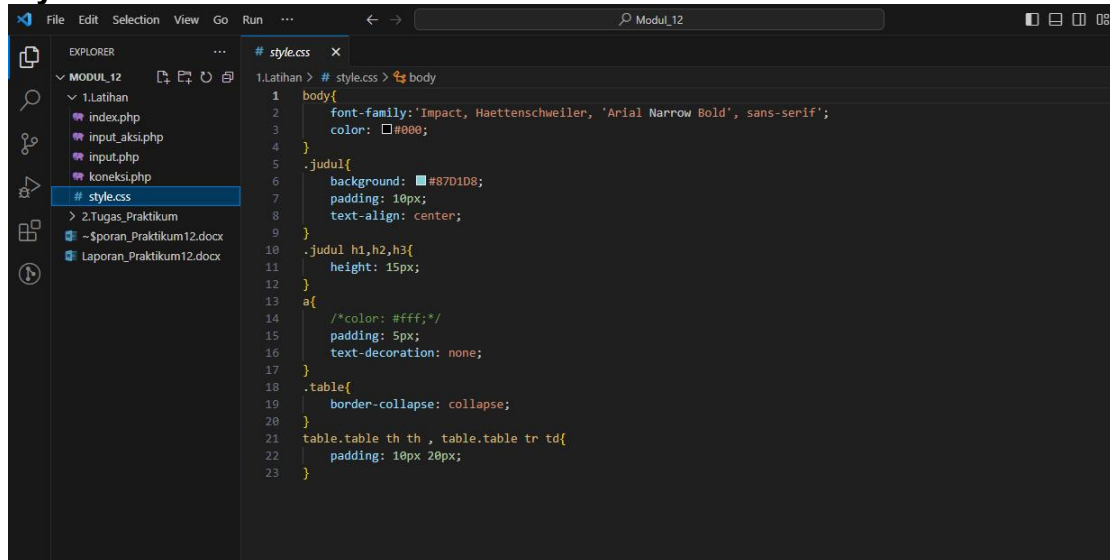 File Edit Selection View Go Run ... Modul_12
EXPLORER ...
MODUL_12
1.Latihan
index.php
input_aksi.php
input.php
koneksi.php
# style.css
2.Tugas_Praktikum
~$poran_Praktikum12.docx
Laporan_Praktikum12.docx
# style.css
1.Latihan > # style.css > body
1 body{
2 font-family:'Impact, Haettenschweiler, 'Arial Narrow Bold', sans-serif';
3 color: #000;
4 }
5 .judul{
6 background: #87D1D8;
7 padding: 10px;
8 text-align: center;
9 }
10 .judul h1,h2,h3{
11 height: 15px;
12 }
13 a{
14 /*color: #fff;*/
15 padding: 5px;
16 text-decoration: none;
17 }
18 .table{
19 border-collapse: collapse;
20 }
21 table.table th th , table.table tr td{
22 padding: 10px 20px;
23 }